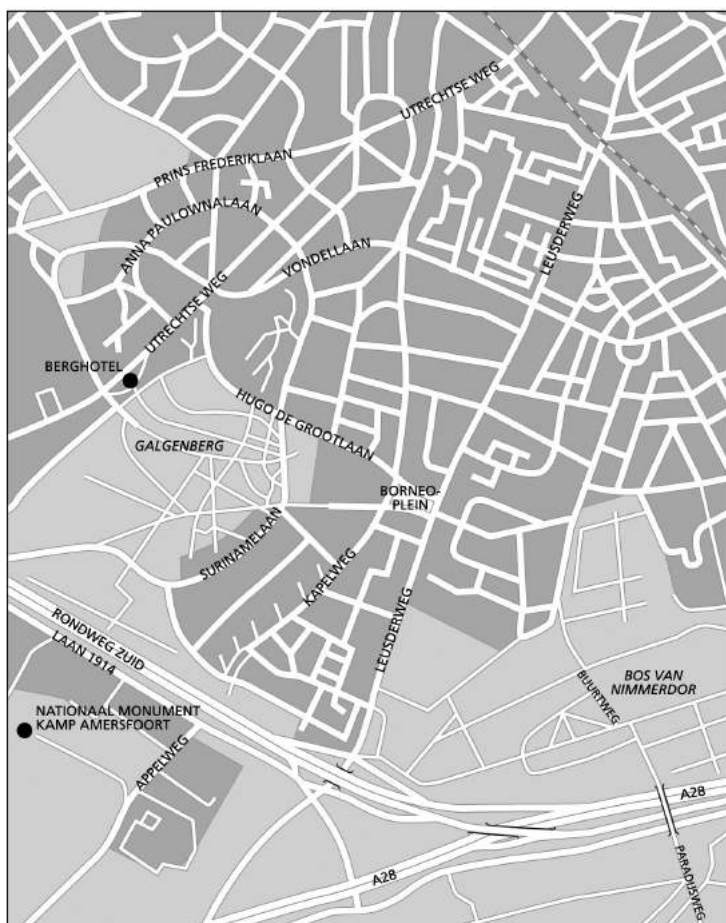 UTRECHTSE WEG
PRINS FREDERIKLAAN
ANNA PAULOWNALAAN
VONDELLAAN
LEUSDERWEG
UTRECHTSE WEG
BERGHOTEL
HUGO DE GROOTLAAN
GALGENBERG
BORNEO-
PLEIN
SURINAMELAAN
KAPELWEG
LEUSDERWEG
RONDWEG ZUID
LAAN 1914
BOS VAN
NIMMERDOR
BUURTWEG
NATIONAAL MONUMENT
KAMP AMERSFOORT
APPELWEG
A28
A28
PARADIJSWEG